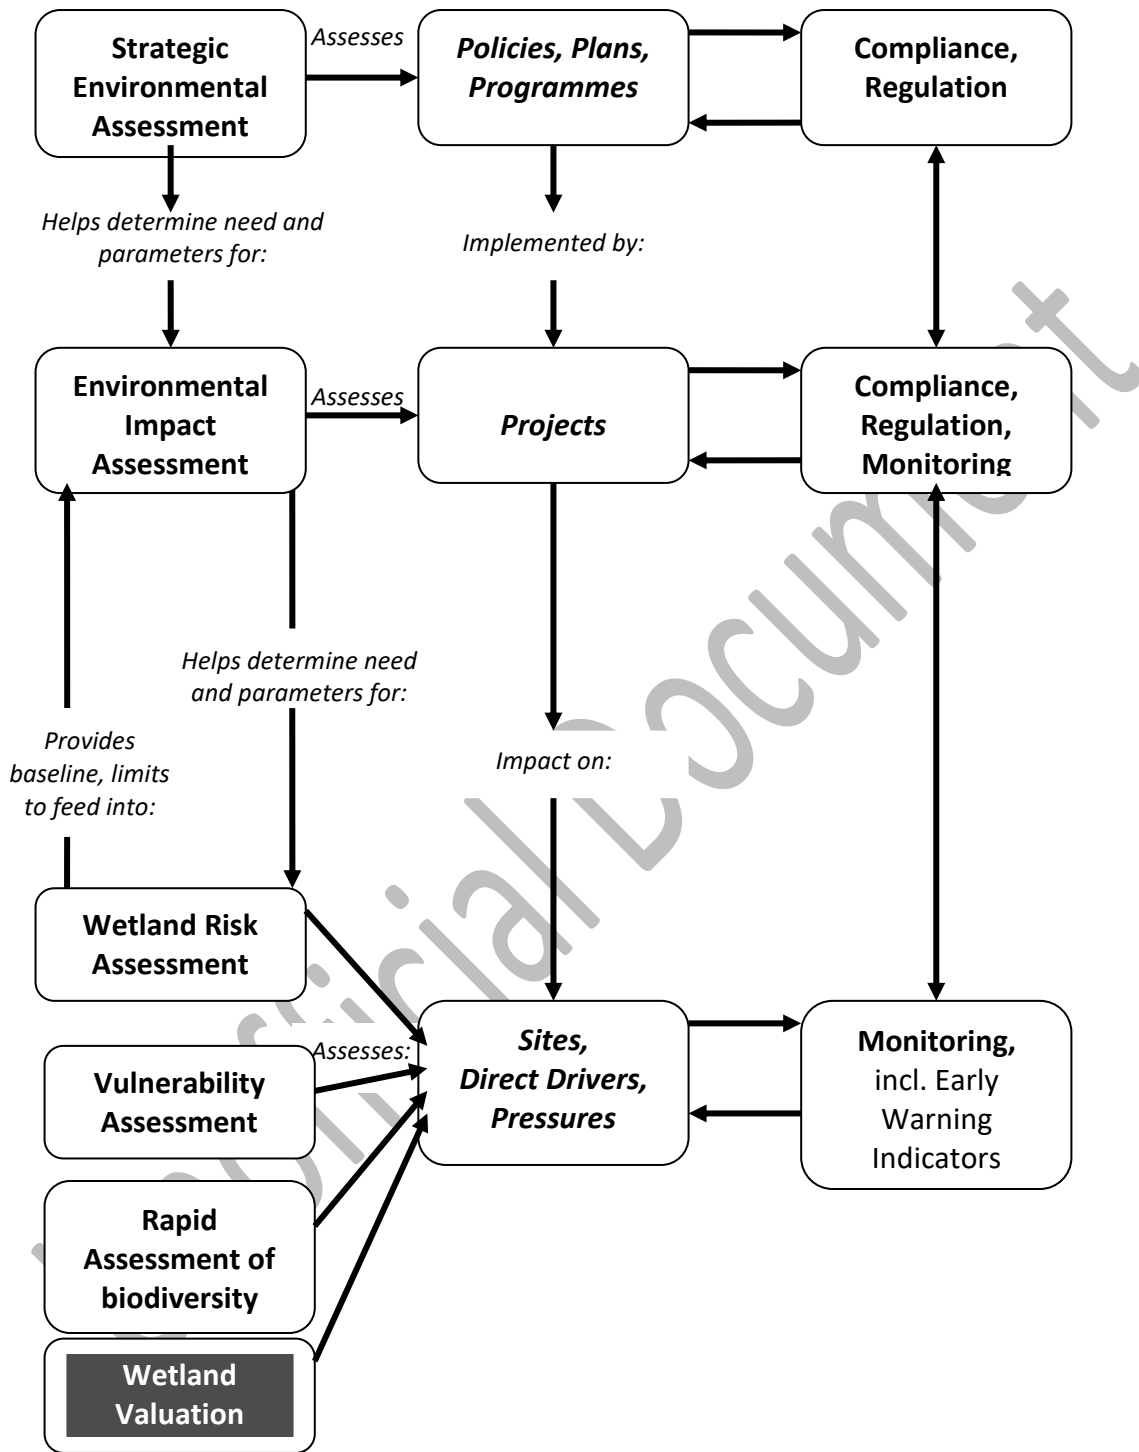 Strategic
Environmental
Assessment
Assesses
Policies, Plans,
Programmes
Compliance,
Regulation
Helps determine need and
parameters for:
Implemented by:
Environmental
Impact
Assessment
Assesses
Projects
Compliance,
Regulation,
Monitoring
Helps determine need
and parameters for:
Provides
baseline, limits
to feed into:
Impact on:
Wetland Risk
Assessment
Assesses:
Vulnerability
Assessment
Sites,
Direct Drivers,
Pressures
Monitoring,
incl. Early
Warning
Indicators
Rapid
Assessment of
biodiversity
Wetland
Valuation
Document